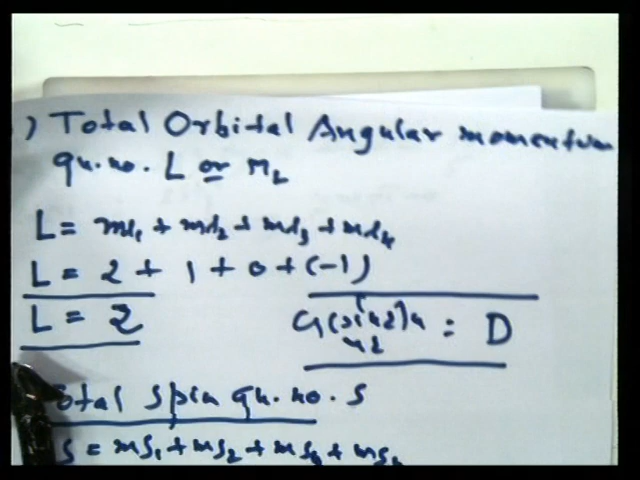 ) Total Orbital Angular momentum
qu.no. L or ML
L = ml1 + ml2 + ml3 + ml4
L = 2 + 1 + 0 + (-1)
L = 2
: D
Total Spin qu.no. S
S = ms1 + ms2 + ms3 + ms4